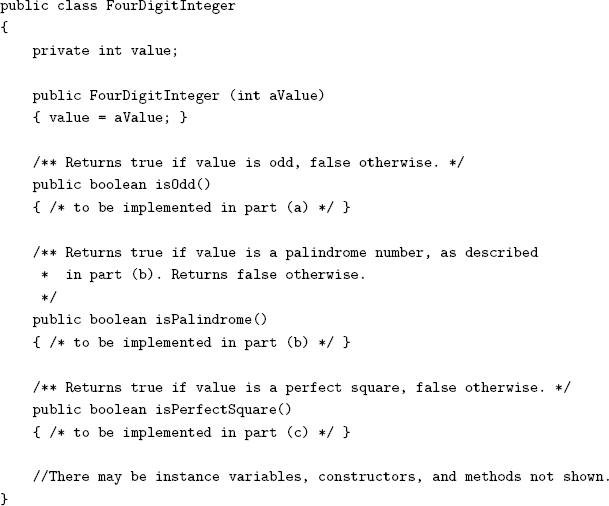 public class FourDigitInteger
{
private int value;
public FourDigitInteger (int aValue)
{ value = aValue; }
/** Returns true if value is odd, false otherwise. */
public boolean isOdd()
{ /* to be implemented in part (a) */ }
/** Returns true if value is a palindrome number, as described
* in part (b). Returns false otherwise.
*/
public boolean isPalindrome()
{ /* to be implemented in part (b) */ }
/** Returns true if value is a perfect square, false otherwise. */
public boolean isPerfectSquare()
{ /* to be implemented in part (c) */ }
//There may be instance variables, constructors, and methods not shown.
}